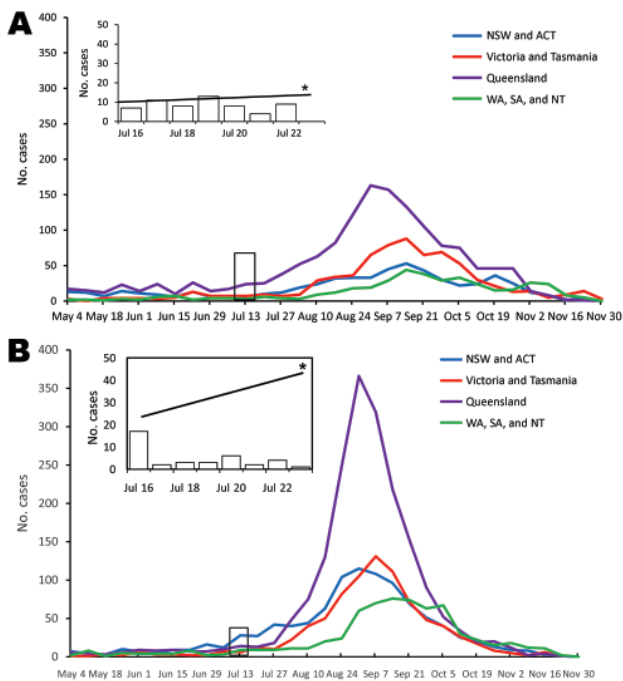 A
400
350
300
250
200
150
100
50
0
No. cases
50
40
30
20
10
0
No. cases
*
Jul 16 Jul 18 Jul 20 Jul 22
NSW and ACT
Victoria and Tasmania
Queensland
WA, SA, and NT
May 4 May 18 Jun 1 Jun 15 Jun 29 Jul 13 Jul 27 Aug 10 Aug 24 Sep 7 Sep 21 Oct 5 Oct 19 Nov 2 Nov 16 Nov 30
B
400
350
300
250
200
150
100
50
0
No. cases
50
40
30
20
10
0
No. cases
*
Jul 16 Jul 18 Jul 20 Jul 22
NSW and ACT
Victoria and Tasmania
Queensland
WA, SA, and NT
May 4 May 18 Jun 1 Jun 15 Jun 29 Jul 13 Jul 27 Aug 10 Aug 24 Sep 7 Sep 21 Oct 5 Oct 19 Nov 2 Nov 16 Nov 30